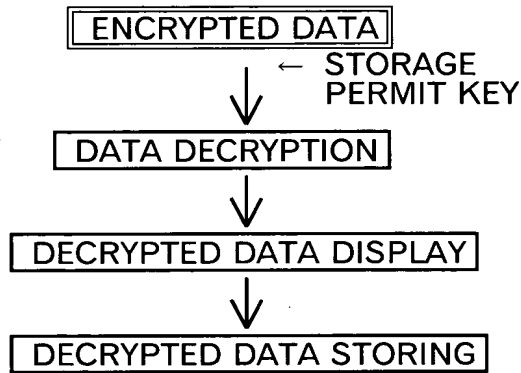 ENCRYPTED DATA
← STORAGE
PERMIT KEY
DATA DECRYPTION
DECRYPTED DATA DISPLAY
DECRYPTED DATA STORING